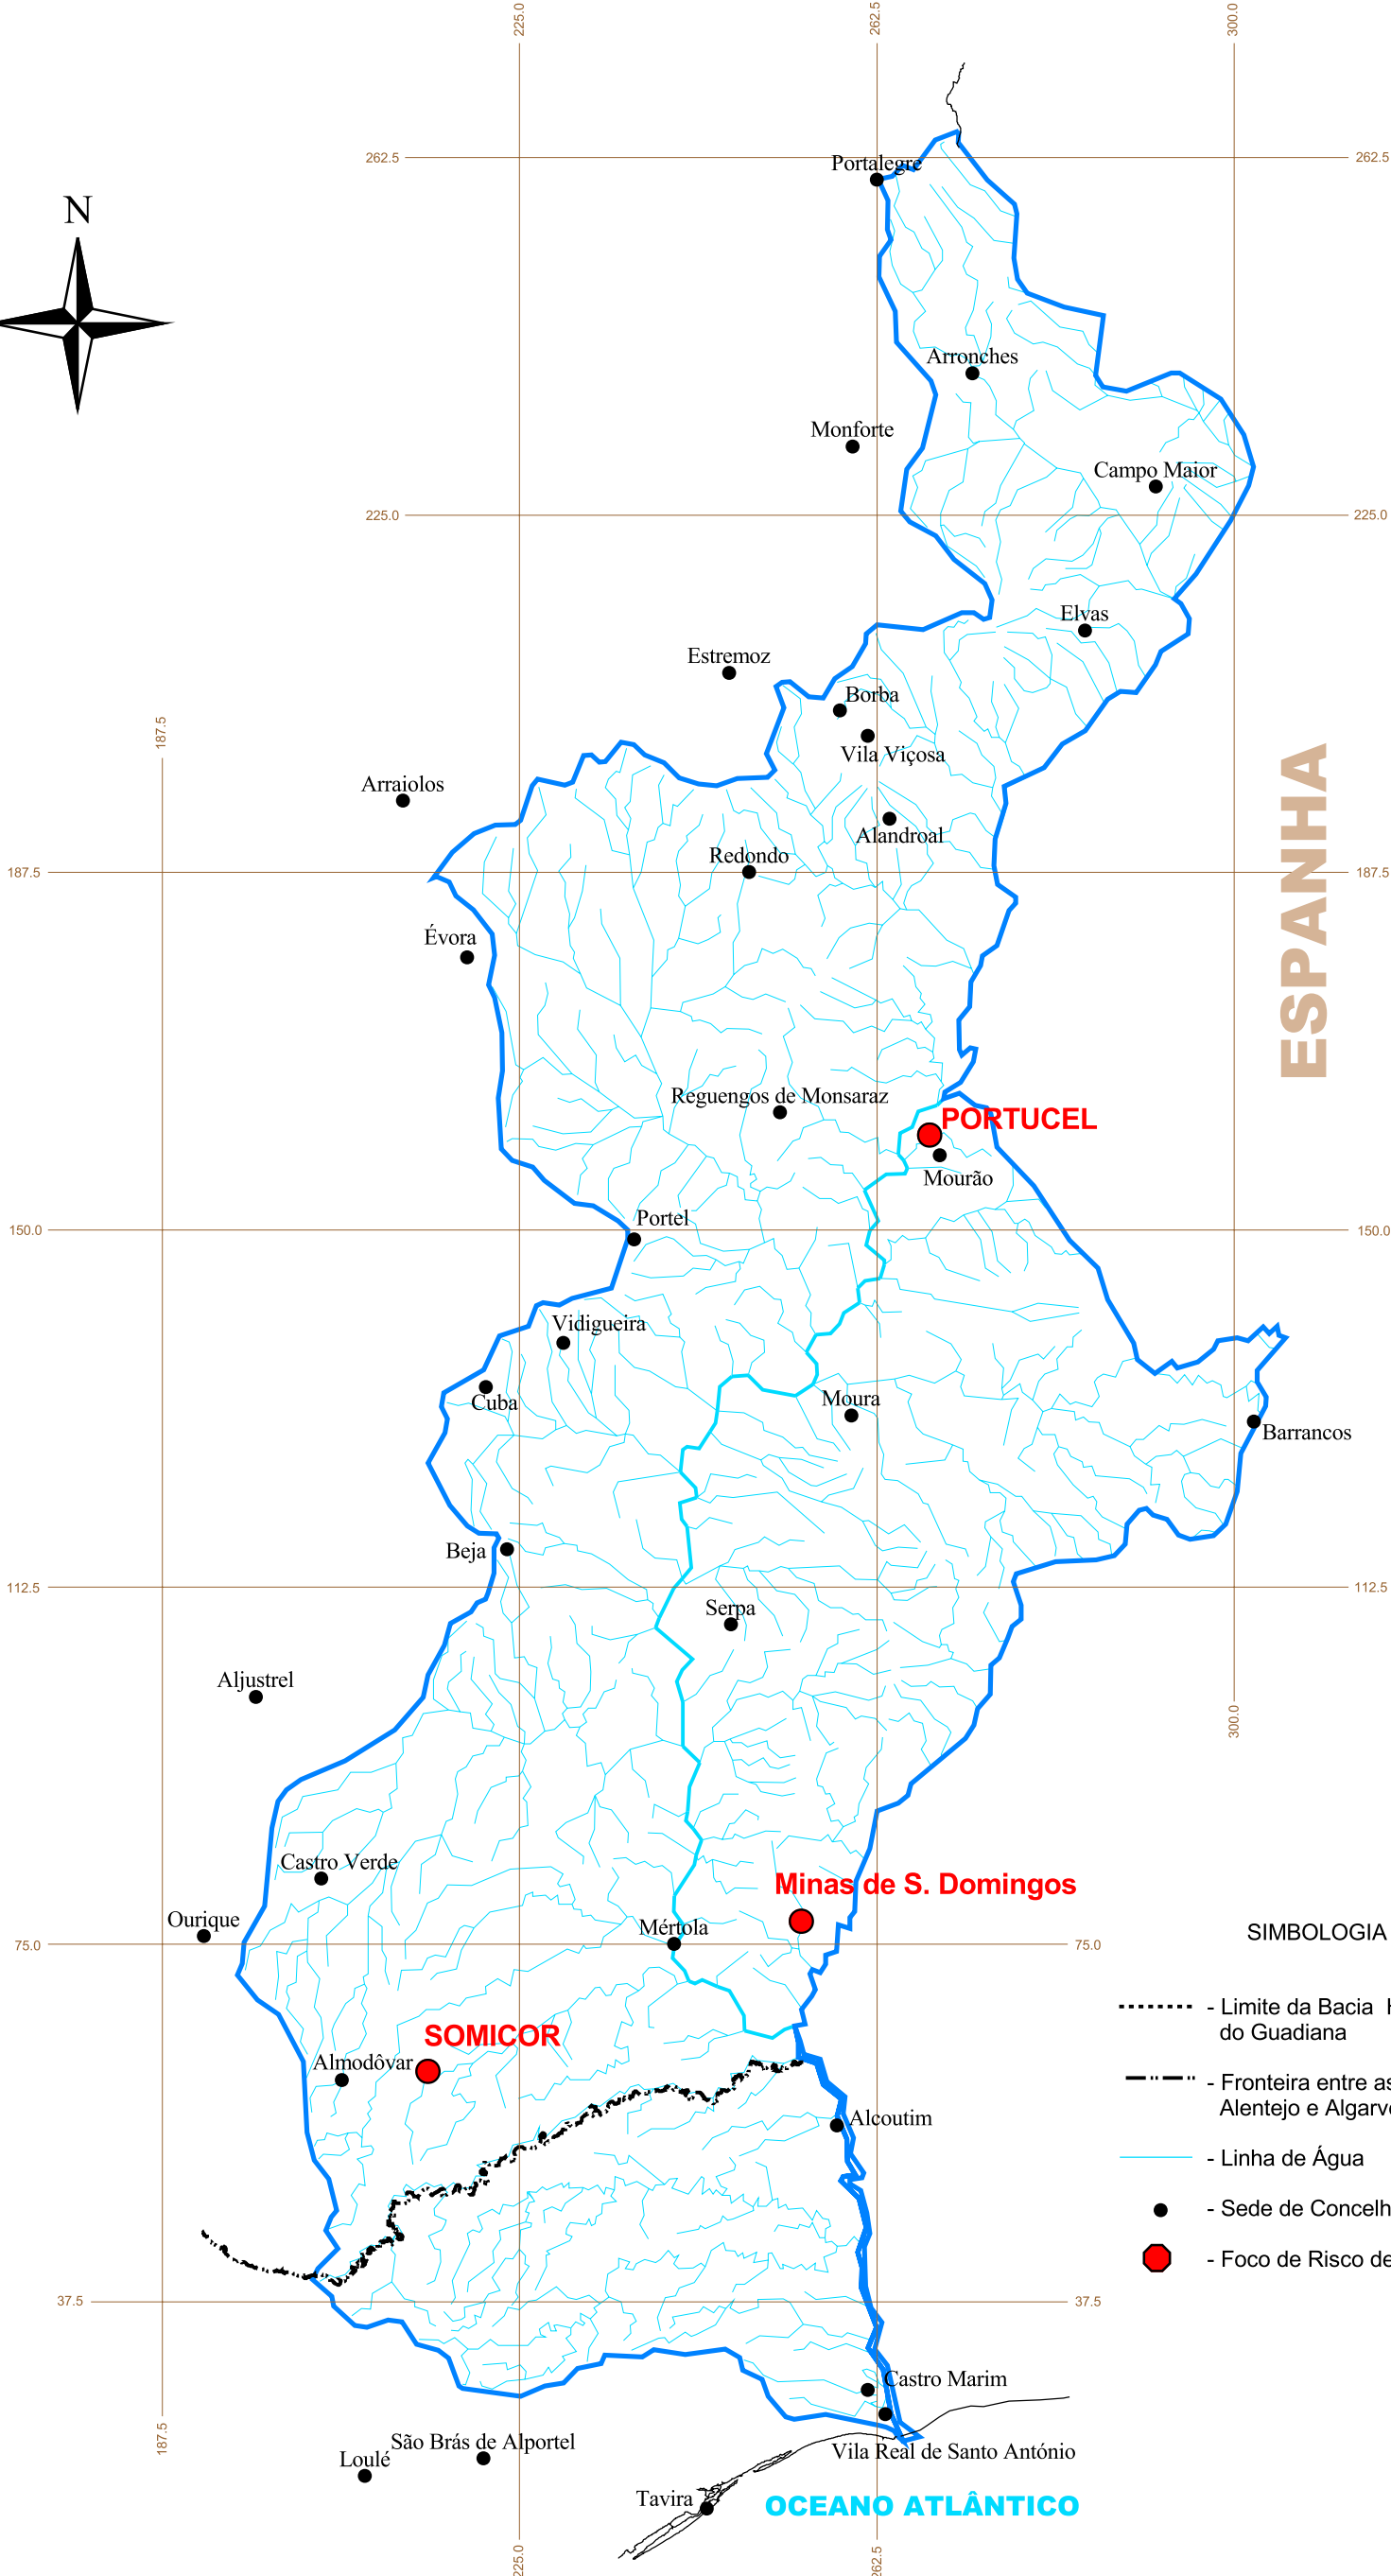 225.0
262.5
300.0
262.5
262.5
Portalegre
N
Arronches
Monforte
Campo Maior
225.0
225.0
Elvas
Estremoz
Borba
187.5
Vila Viçosa
Arraiolos
Alandroal
Redondo
187.5
187.5
ESPANHA
Évora
Reguengos de Monsaraz
PORTUCEL
Mourão
Portel
150.0
150.0
Vidigueira
Cuba
Moura
Barrancos
Beja
112.5
112.5
Serpa
Aljustrel
300.0
Castro Verde
Minas de S. Domingos
Ourique
Mértola
75.0
75.0
SIMBOLOGIA
- Limite da Bacia H
do Guadiana
SOMICOR
Almodôvar
- Fronteira entre as
Alentejo e Algarve
Alcoutim
- Linha de Água
- Sede de Concelh
- Foco de Risco de
37.5
37.5
Castro Marim
187.5
São Brás de Alportel
Vila Real de Santo António
Loulé
Tavira
OCEANO ATLÂNTICO
225.0
262.5